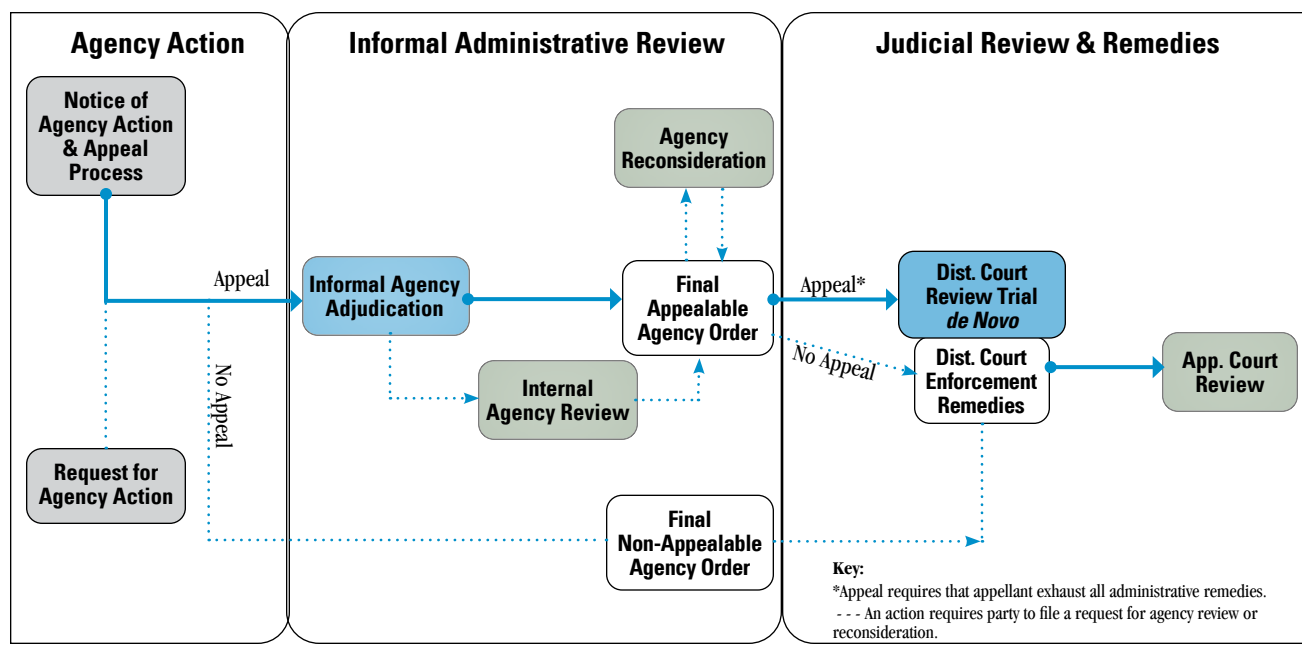 Agency Action
Informal Administrative Review
Judicial Review & Remedies
Notice of
Agency Action
& Appeal
Process
Agency
Reconsideration
Appeal
Informal Agency
Adjudication
Final
Appealable
Agency Order
Appeal*
Dist. Court
Review Trial
de Novo
No Appeal
Dist. Court
Enforcement
Remedies
App. Court
Review
No Appeal
Internal
Agency Review
Request for
Agency Action
Final
Non-Appealable
Agency Order
Key:
*Appeal requires that appellant exhaust all administrative remedies.
- - - An action requires party to file a request for agency review or
reconsideration.